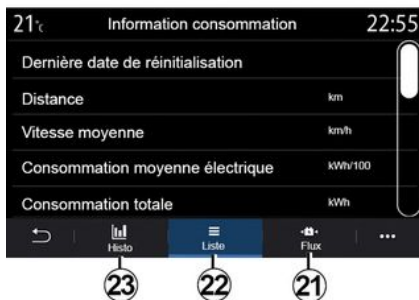 21°c Information consommation 22:55
Dernière date de réinitialisation
Distance km
Vitesse moyenne km/h
Consommation moyenne électrique kWh/100
Consommation totale kWh
Histo Liste Flux
23 22 21